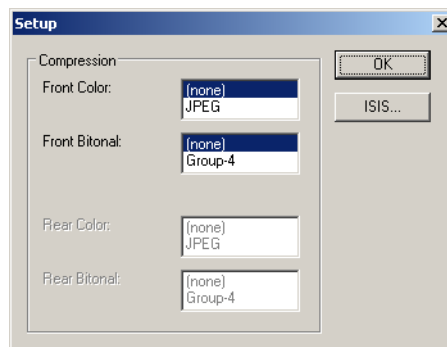 Setup
Compression
Front Color:
(none)
JPEG
OK
ISIS...
Front Bitonal:
(none)
Group-4
Rear Color:
(none)
JPEG
Rear Bitonal:
(none)
Group-4